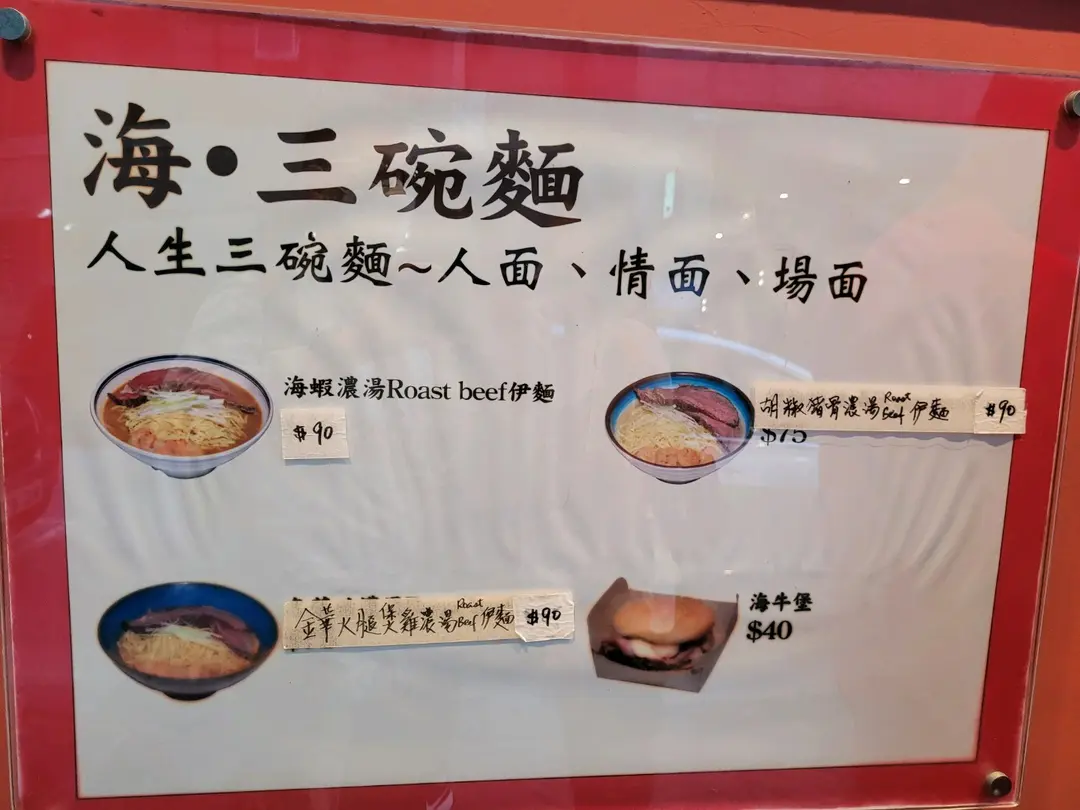 海•三碗麵
人生三碗麵~人面、情面、場面
海蝦濃湯Roast beef伊麵
$90
胡椒豬骨濃湯Roast Beef伊麵 $90
$75
金華火腿煲雞濃湯Roast Beef伊麵 $90
海牛堡
$40